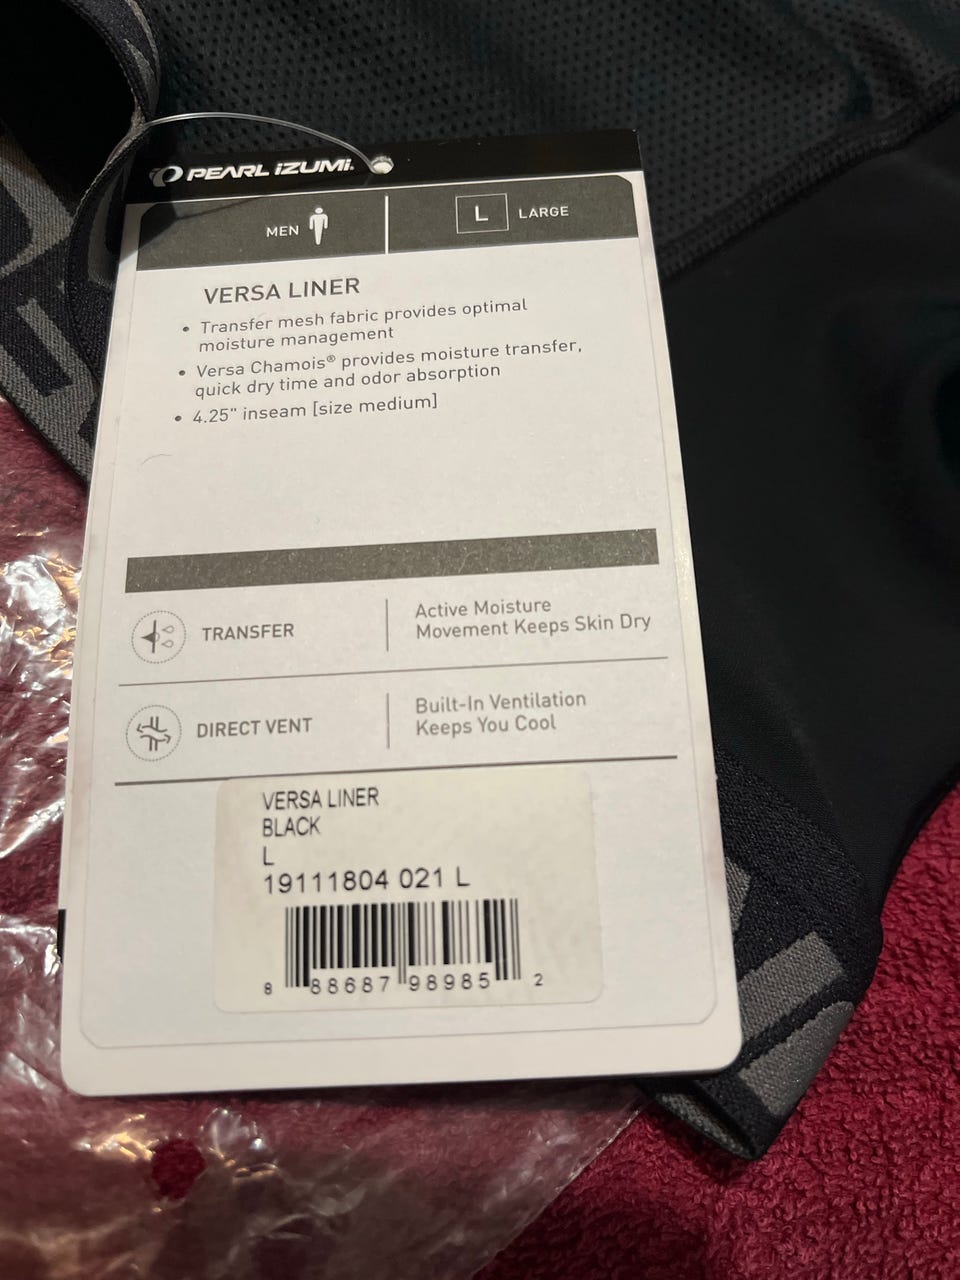 PEARL iZUMi.
MEN
L LARGE
VERSA LINER
• Transfer mesh fabric provides optimal
moisture management
• Versa Chamois® provides moisture transfer,
quick dry time and odor absorption
• 4.25" inseam [size medium]
TRANSFER
Active Moisture
Movement Keeps Skin Dry
DIRECT VENT
Built-In Ventilation
Keeps You Cool
VERSA LINER
BLACK
L
19111804 021 L
8 88687 98985 2